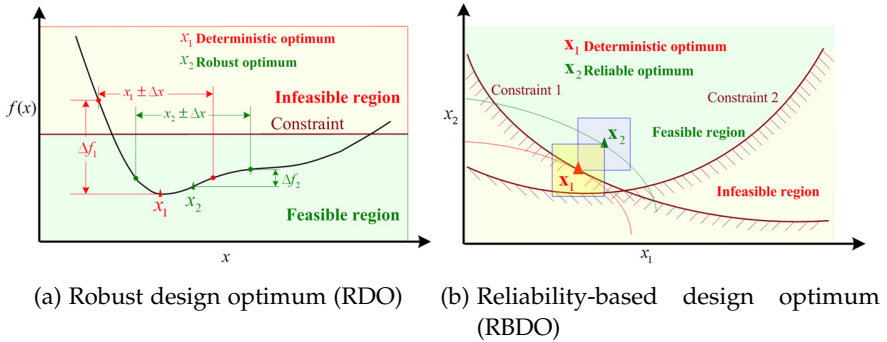 x₁ Deterministic optimum
x₂ Robust optimum
f(x)
x₁ ± Δx
x₂ ± Δx
Infeasible region
Constraint
Δf₁
Δf₂
x₁
x₂
Feasible region
x
(a) Robust design optimum (RDO)
x₂
x₁ Deterministic optimum
x₂ Reliable optimum
Constraint 1
Constraint 2
x₂
Feasible region
x₁
Infeasible region
x₁
(b) Reliability-based design optimum
(RBDO)